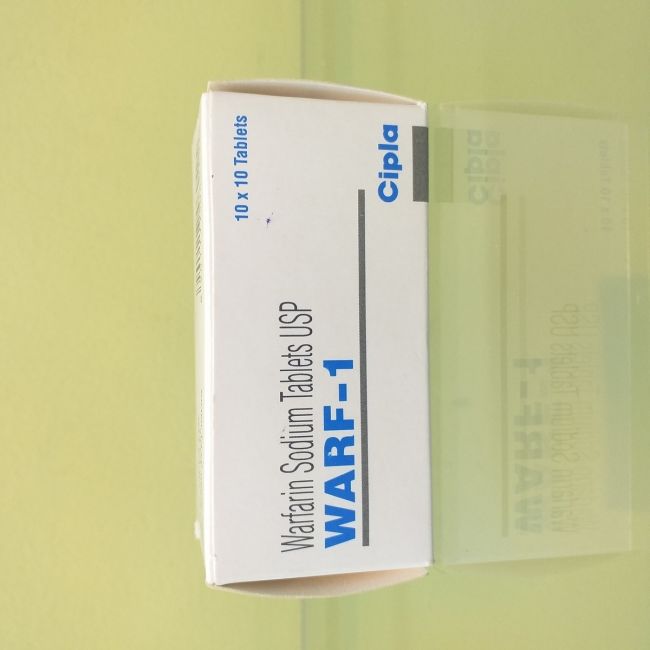 10 x 10 Tablets
Warfarin Sodium Tablets USP
WARF-1
Cipla